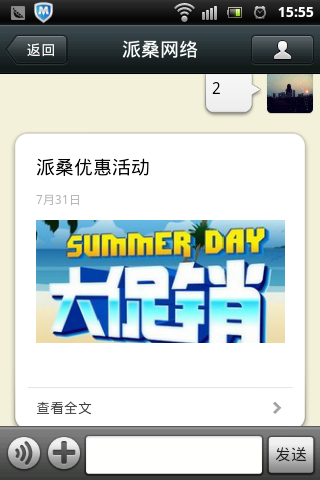 15:55
返回
派桑网络
2
派桑优惠活动
7月31日
SUMMER DAY
大促销
查看全文
发送